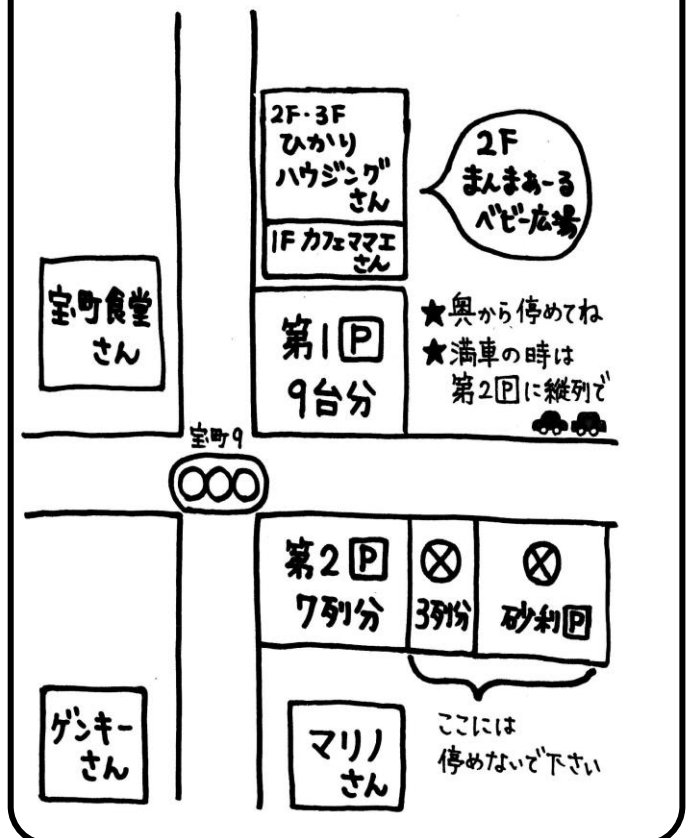 2F・3F
ひかり
ハウジング
さん
1F カフェママエ
さん
2F
まんまぁーる
ベビー広場
宝町食堂
さん
第1 P
9台分
★奥から停めてね
★満車の時は
第2Pに縦列で
宝町9
第2 P
7列分
3列分
砂利P
ここには
停めないで下さい
ゲンキー
さん
マリノ
さん